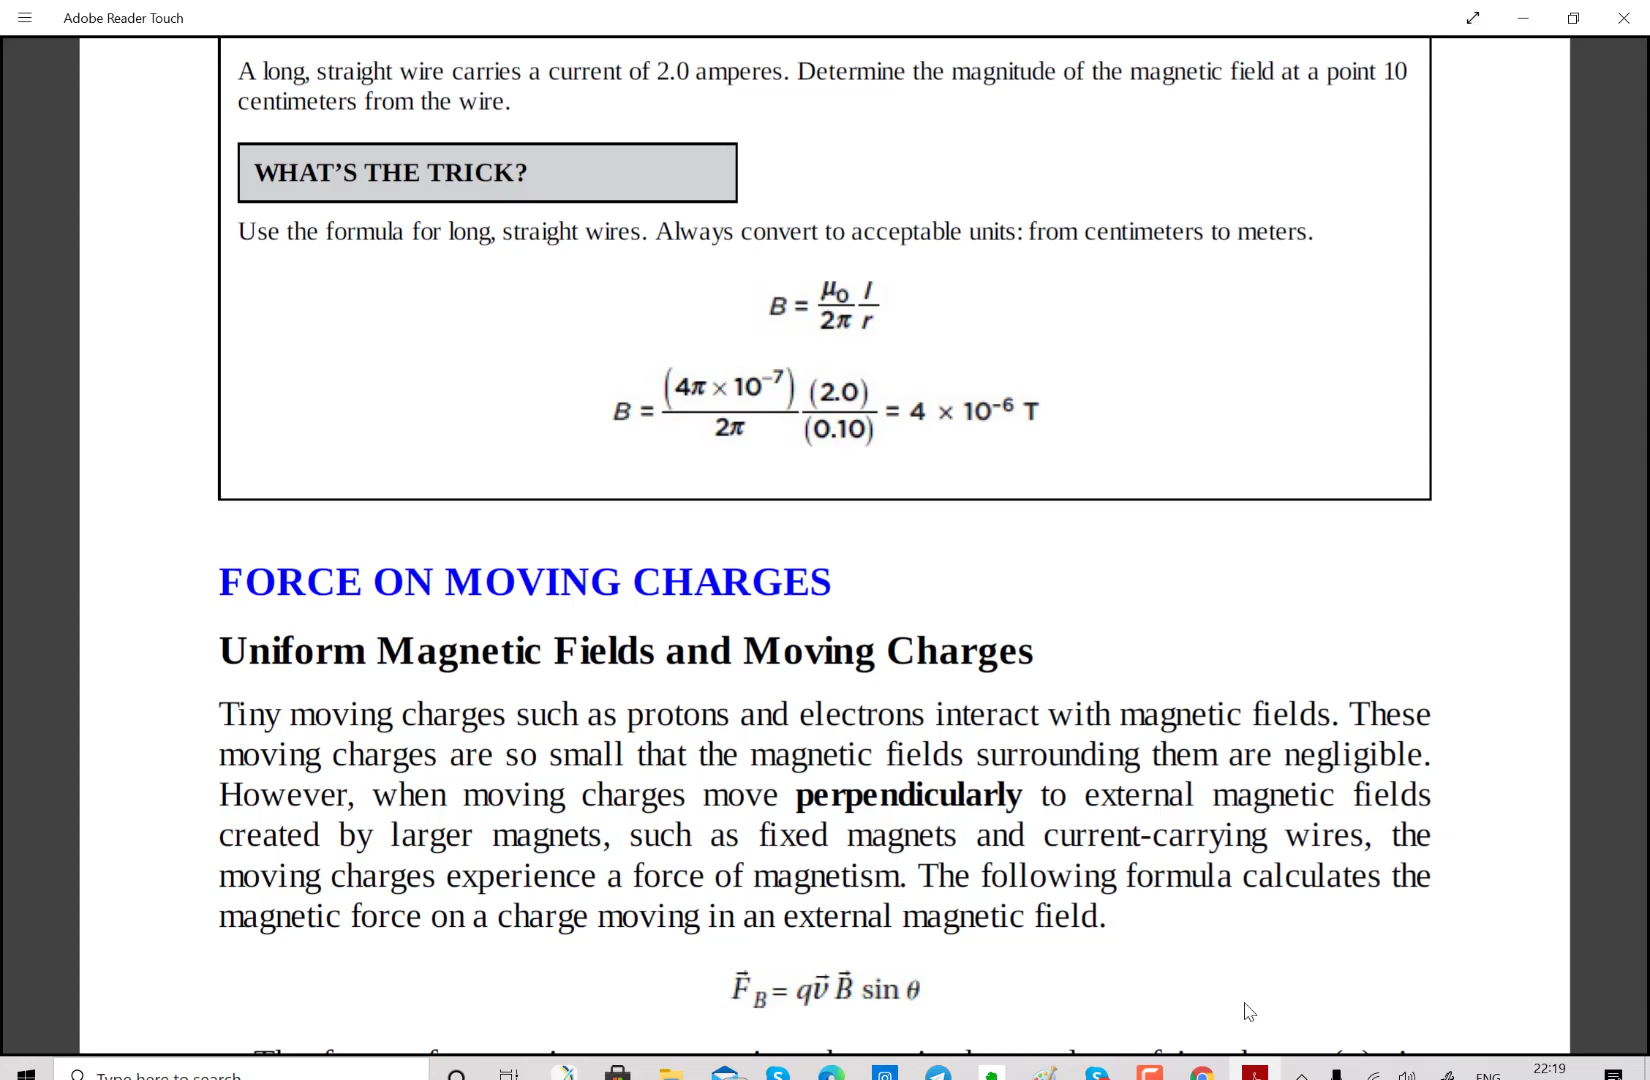 Adobe Reader Touch
A long, straight wire carries a current of 2.0 amperes. Determine the magnitude of the magnetic field at a point 10
centimeters from the wire.
WHAT'S THE TRICK?
Use the formula for long, straight wires. Always convert to acceptable units: from centimeters to meters.
B = μ₀/2π I/r
B = (4π × 10⁻⁷)/2π (2.0)/(0.10) = 4 × 10⁻⁶ T
FORCE ON MOVING CHARGES
Uniform Magnetic Fields and Moving Charges
Tiny moving charges such as protons and electrons interact with magnetic fields. These
moving charges are so small that the magnetic fields surrounding them are negligible.
However, when moving charges move perpendicularly to external magnetic fields
created by larger magnets, such as fixed magnets and current-carrying wires, the
moving charges experience a force of magnetism. The following formula calculates the
magnetic force on a charge moving in an external magnetic field.
F⃗_B = qv⃗ B⃗ sin θ
Type here to search
ENG
22:19